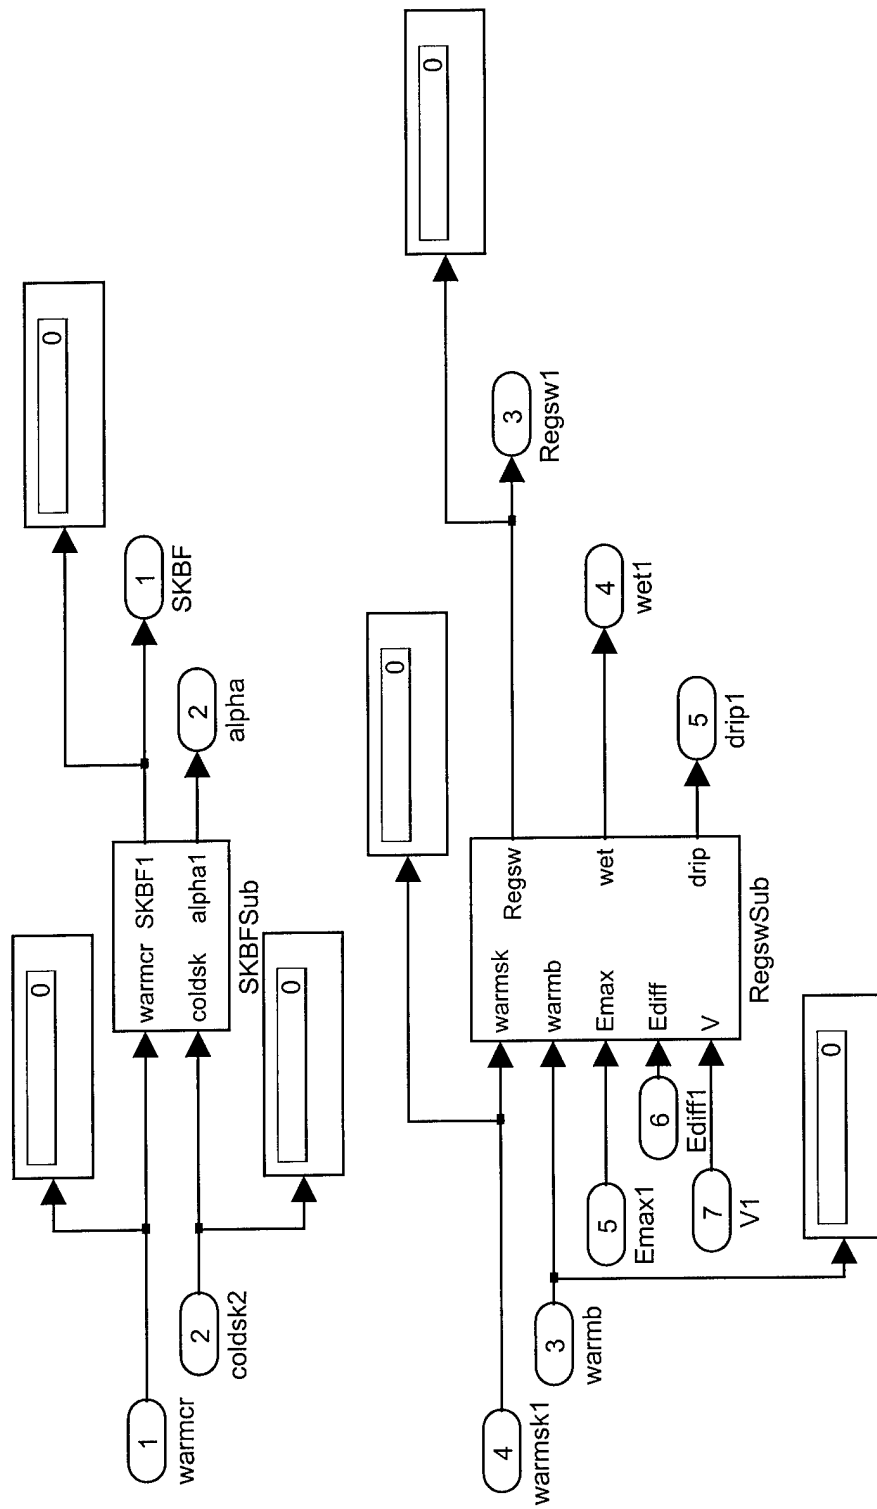 0
0
1
SKBF
warmcr SKBF1
2
alpha
coldsk alpha1
SKBFSub
0
1
warmcr
2
coldsk2
0
0
0
3
Regsw1
4
warmsk1
warmsk
Regsw
3
warmb
warmb
5
Emax1
Emax
wet
4
wet1
6
Ediff1
Ediff
7
V1
V
drip
5
drip1
RegswSub
0